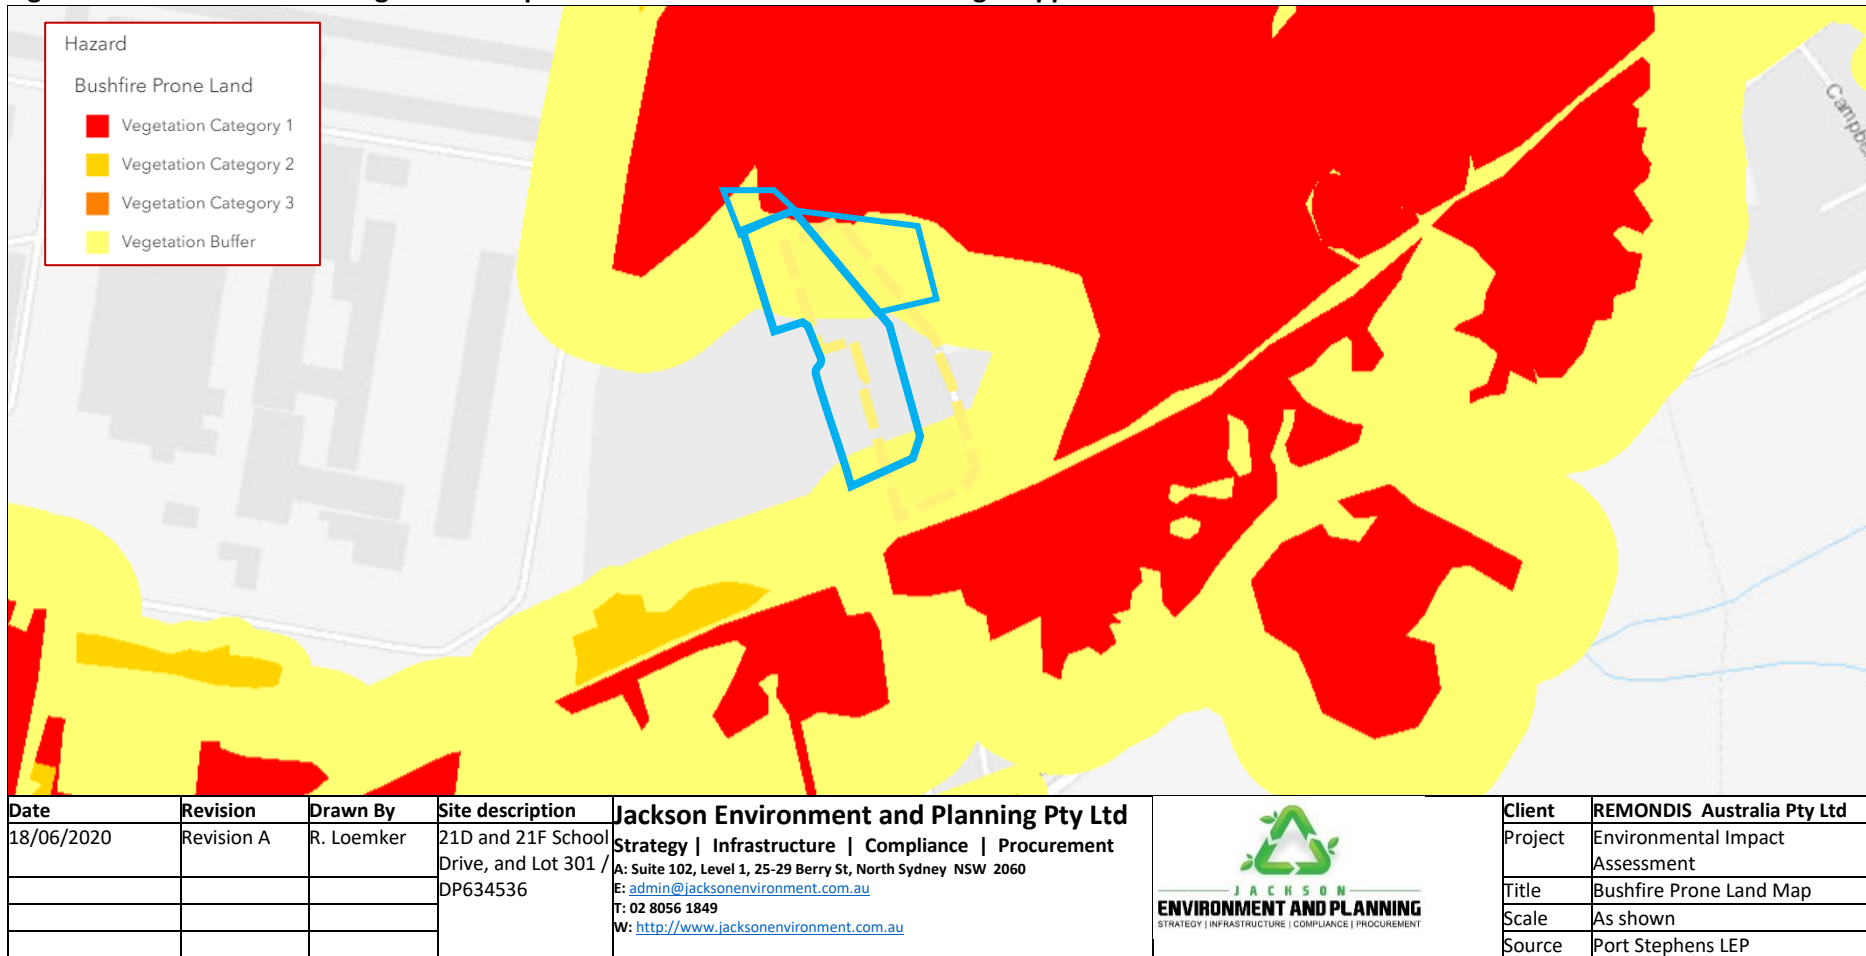 Hazard
Bushfire Prone Land
Vegetation Category 1
Vegetation Category 2
Vegetation Category 3
Vegetation Buffer
Date
Revision
Drawn By
Site description
18/06/2020
Revision A
R. Loemker
21D and 21F School
Drive, and Lot 301 /
DP634536
Jackson Environment and Planning Pty Ltd
Strategy | Infrastructure | Compliance | Procurement
A: Suite 102, Level 1, 25-29 Berry St, North Sydney NSW 2060
E: admin@jacksonenvironment.com.au
T: 02 8056 1849
W: http://www.jacksonenvironment.com.au
JACKSON
ENVIRONMENT AND PLANNING
STRATEGY | INFRASTRUCTURE | COMPLIANCE | PROCUREMENT
Client
REMONDIS Australia Pty Ltd
Project
Environmental Impact
Assessment
Title
Bushfire Prone Land Map
Scale
As shown
Source
Port Stephens LEP